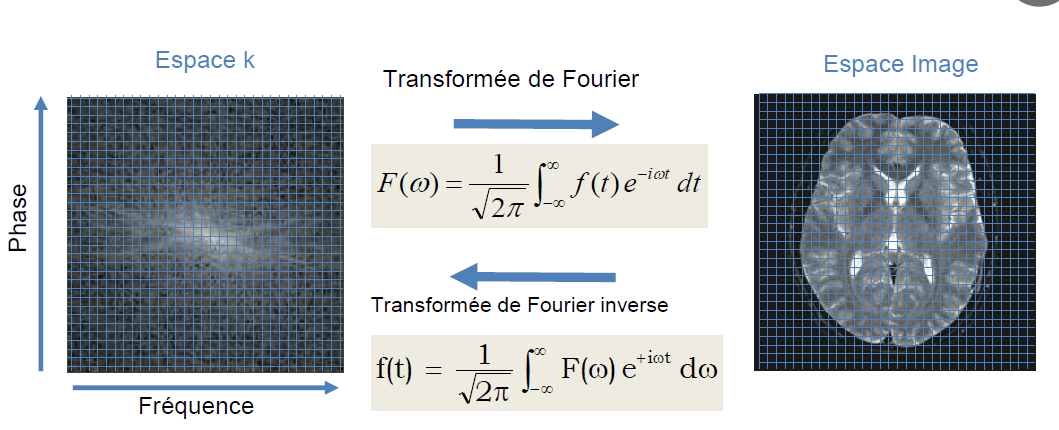 Espace k
Transformée de Fourier
Espace Image
F(ω) = 1/√2π ∫_{-∞}^{∞} f(t) e^{-iωt} dt
Phase
Transformée de Fourier inverse
f(t) = 1/√2π ∫_{-∞}^{∞} F(ω) e^{+iωt} dω
Fréquence